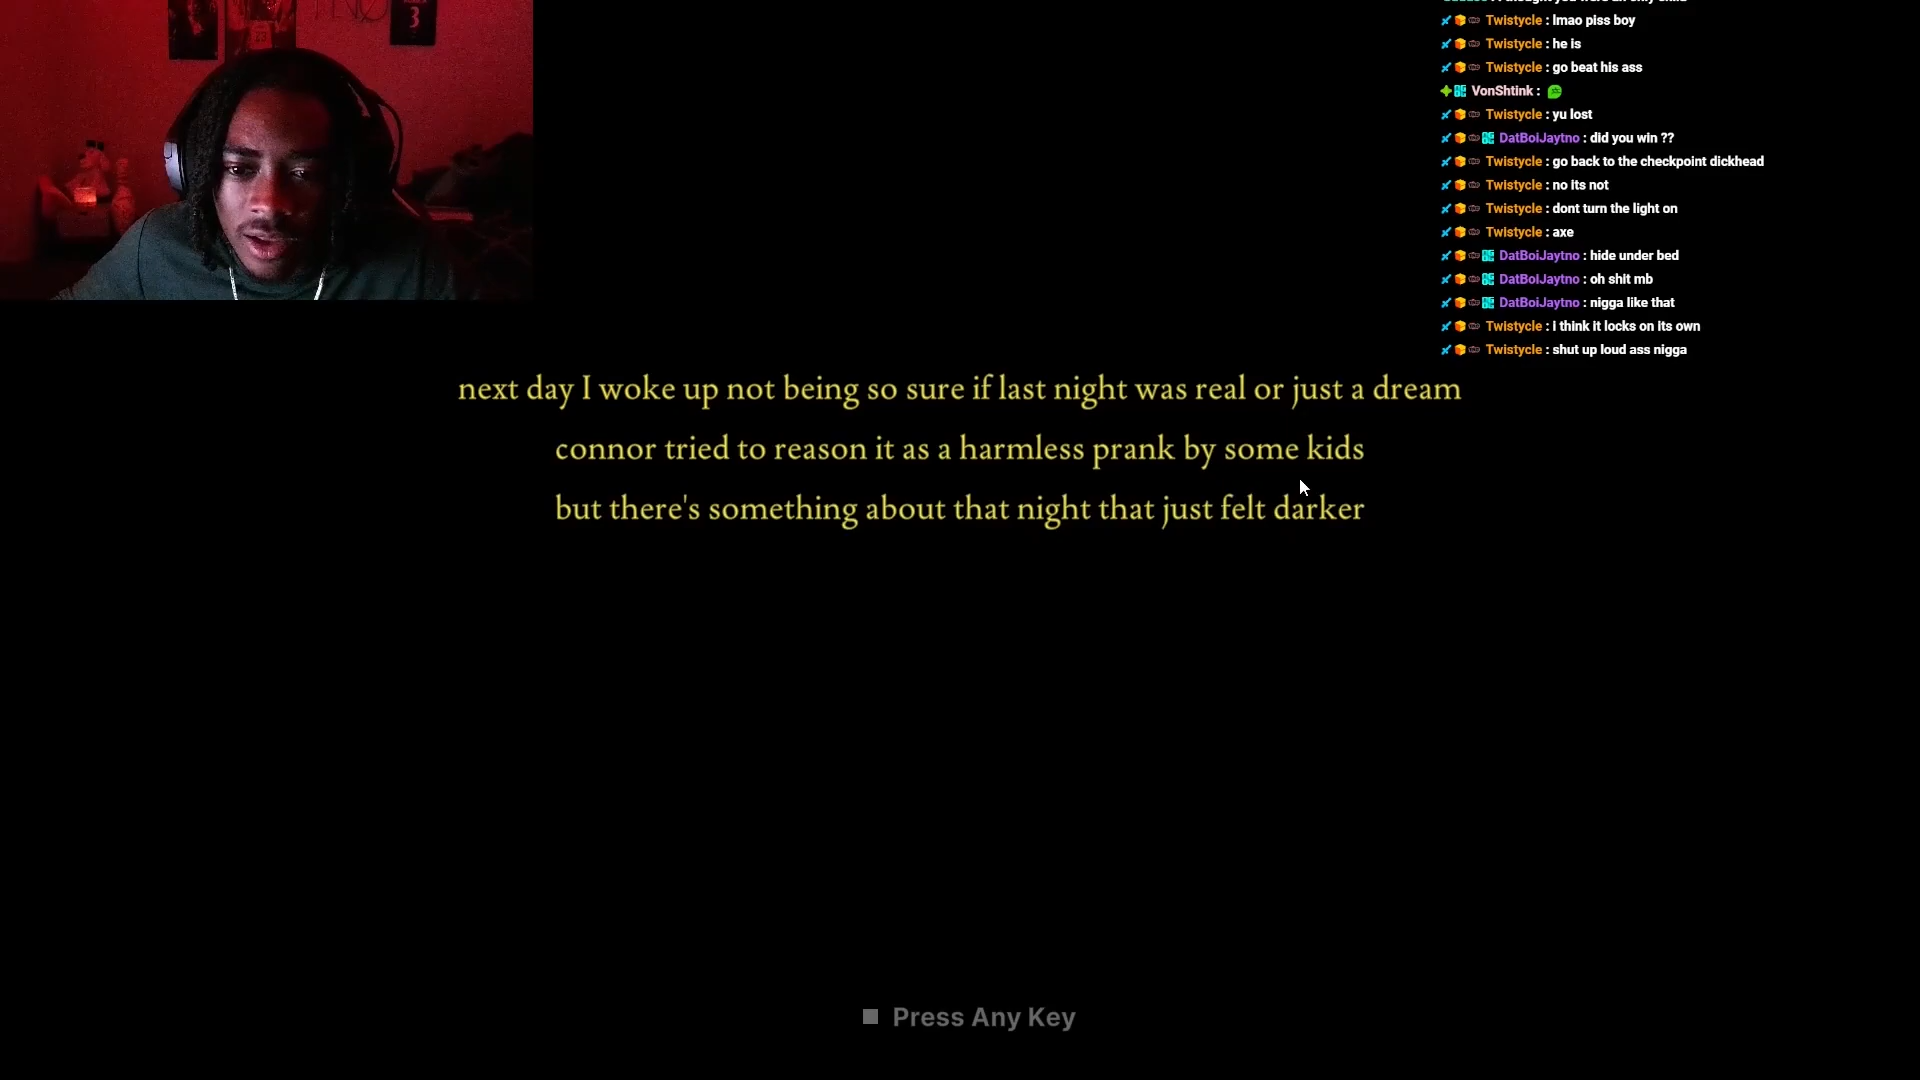 3
Twistycle : lmao piss boy
Twistycle : he is
Twistycle : go beat his ass
VonShtink :
Twistycle : yu lost
DatBoiJaytno : did you win ??
Twistycle : go back to the checkpoint dickhead
Twistycle : no its not
Twistycle : dont turn the light on
Twistycle : axe
DatBoiJaytno : hide under bed
DatBoiJaytno : oh shit mb
DatBoiJaytno : nigga like that
Twistycle : i think it locks on its own
Twistycle : shut up loud ass nigga
next day I woke up not being so sure if last night was real or just a dream
connor tried to reason it as a harmless prank by some kids
but there's something about that night that just felt darker
Press Any Key